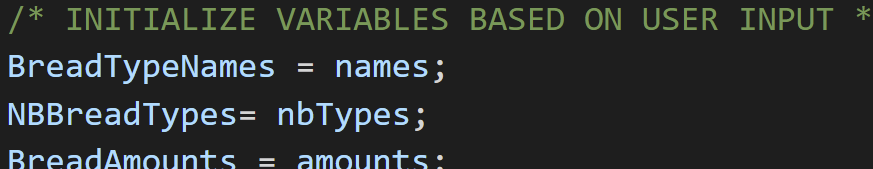 /* INITIALIZE VARIABLES BASED ON USER INPUT *
BreadTypeNames = names;
NBBreadTypes= nbTypes;
BreadAmounts = amounts;